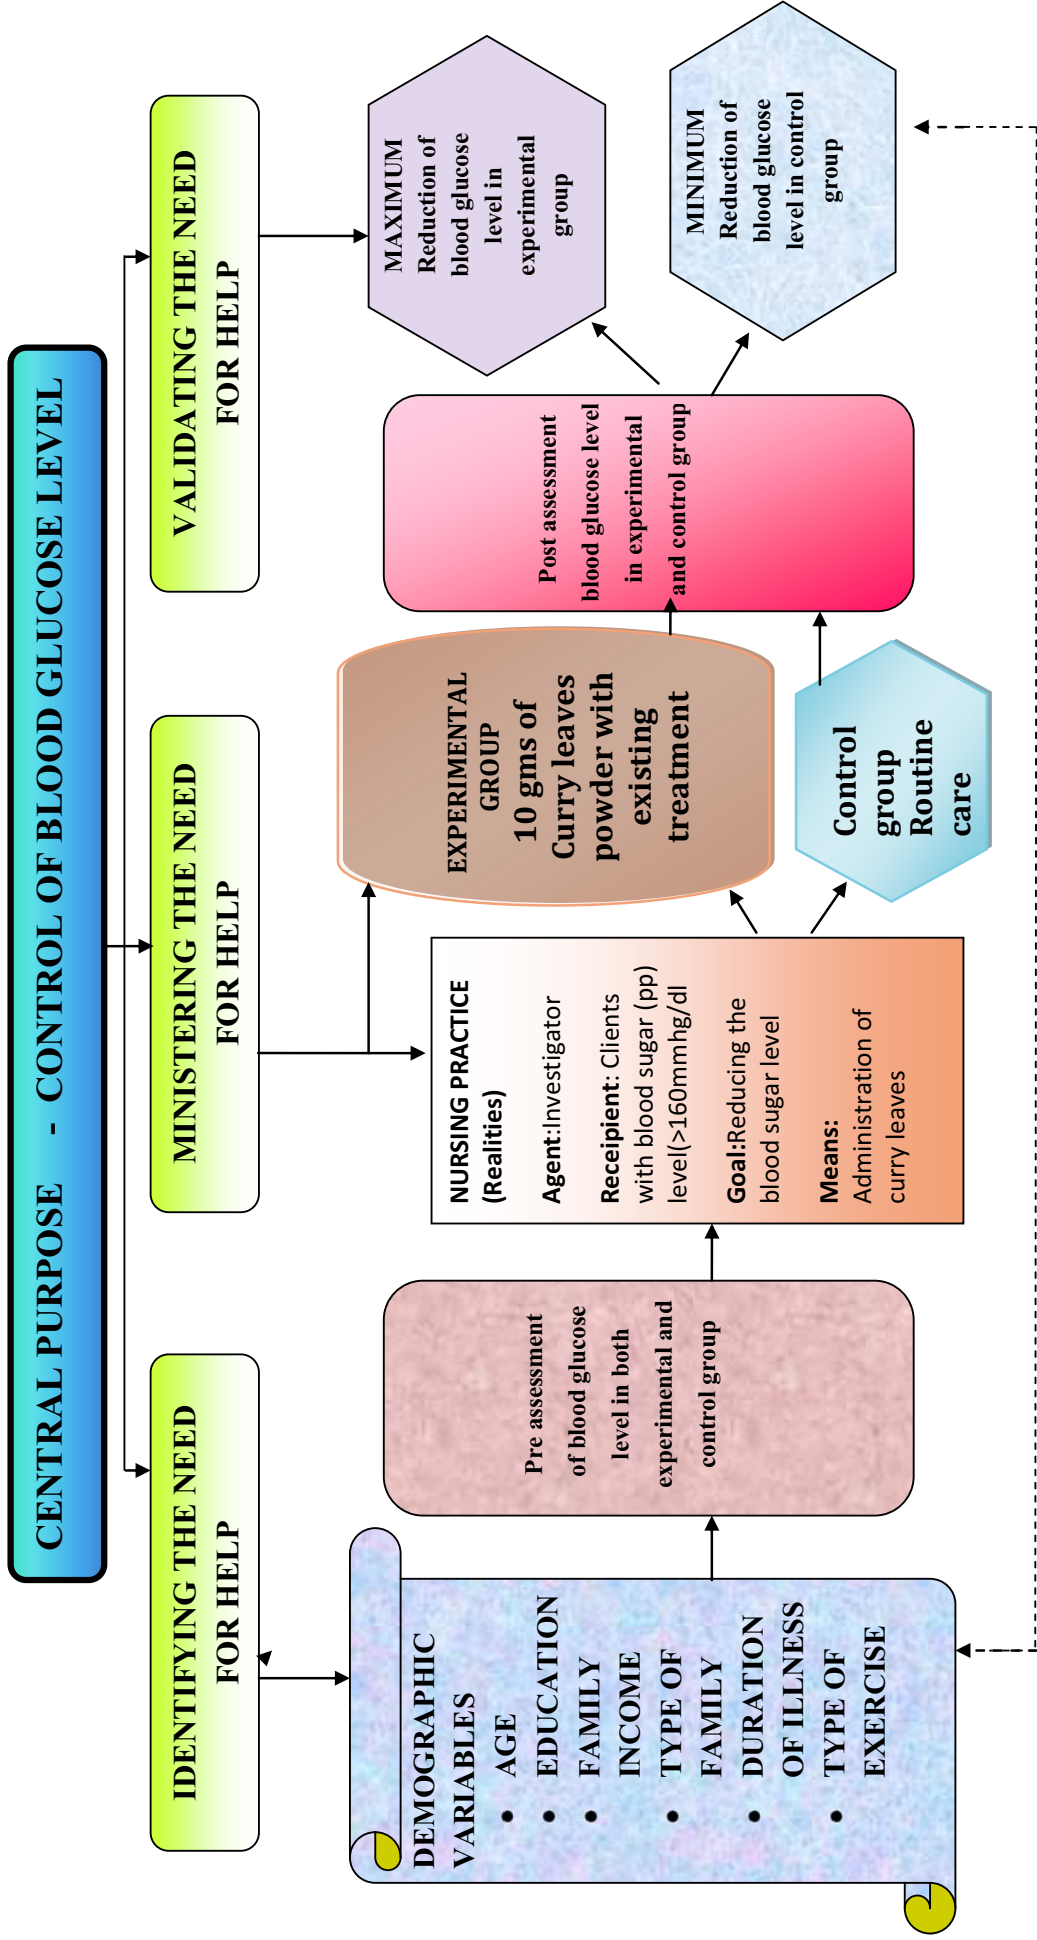 CENTRAL PURPOSE - CONTROL OF BLOOD GLUCOSE LEVEL
IDENTIFYING THE NEED
FOR HELP
MINISTERING THE NEED
FOR HELP
VALIDATING THE NEED
FOR HELP
DEMOGRAPHIC
VARIABLES
• AGE
• EDUCATION
• FAMILY
INCOME
• TYPE OF
FAMILY
• DURATION
OF ILLNESS
• TYPE OF
EXERCISE
Pre assessment
of blood glucose
level in both
experimental and
control group
NURSING PRACTICE
(Realities)
Agent:Investigator
Receipient: Clients
with blood sugar (pp)
level(>160mmhg/dl
Goal:Reducing the
blood sugar level
Means:
Administration of
curry leaves
EXPERIMENTAL
GROUP
10 gms of
Curry leaves
powder with
existing
treatment
Control
group
Routine
care
Post assessment
blood glucose level
in experimental
and control group
MAXIMUM
Reduction of
blood glucose
level in
experimental
group
MINIMUM
Reduction of
blood glucose
level in control
group